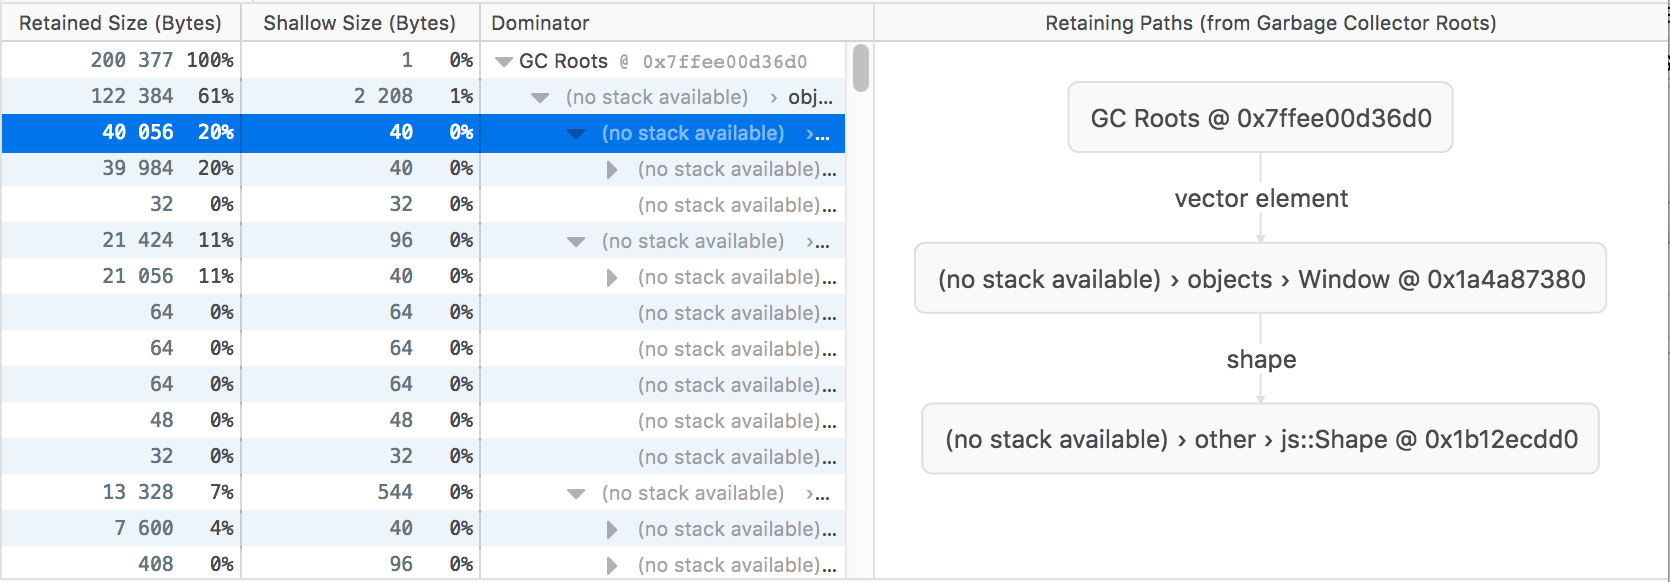 Retained Size (Bytes) Shallow Size (Bytes) Dominator Retaining Paths (from Garbage Collector Roots)
200 377 100% 1 0% GC Roots @ 0x7ffee00d36d0
122 384 61% 2 208 1% (no stack available) › obj...
40 056 20% 40 0% (no stack available) ›...
39 984 20% 40 0% (no stack available)...
32 0% 32 0% (no stack available)...
21 424 11% 96 0% (no stack available) ›...
21 056 11% 40 0% (no stack available)...
64 0% 64 0% (no stack available)...
64 0% 64 0% (no stack available)...
64 0% 64 0% (no stack available)...
48 0% 48 0% (no stack available)...
32 0% 32 0% (no stack available)...
13 328 7% 544 0% (no stack available) ›...
7 600 4% 40 0% (no stack available)...
408 0% 96 0% (no stack available)...
GC Roots @ 0x7ffee00d36d0
vector element
(no stack available) › objects › Window @ 0x1a4a87380
shape
(no stack available) › other › js::Shape @ 0x1b12ecdd0